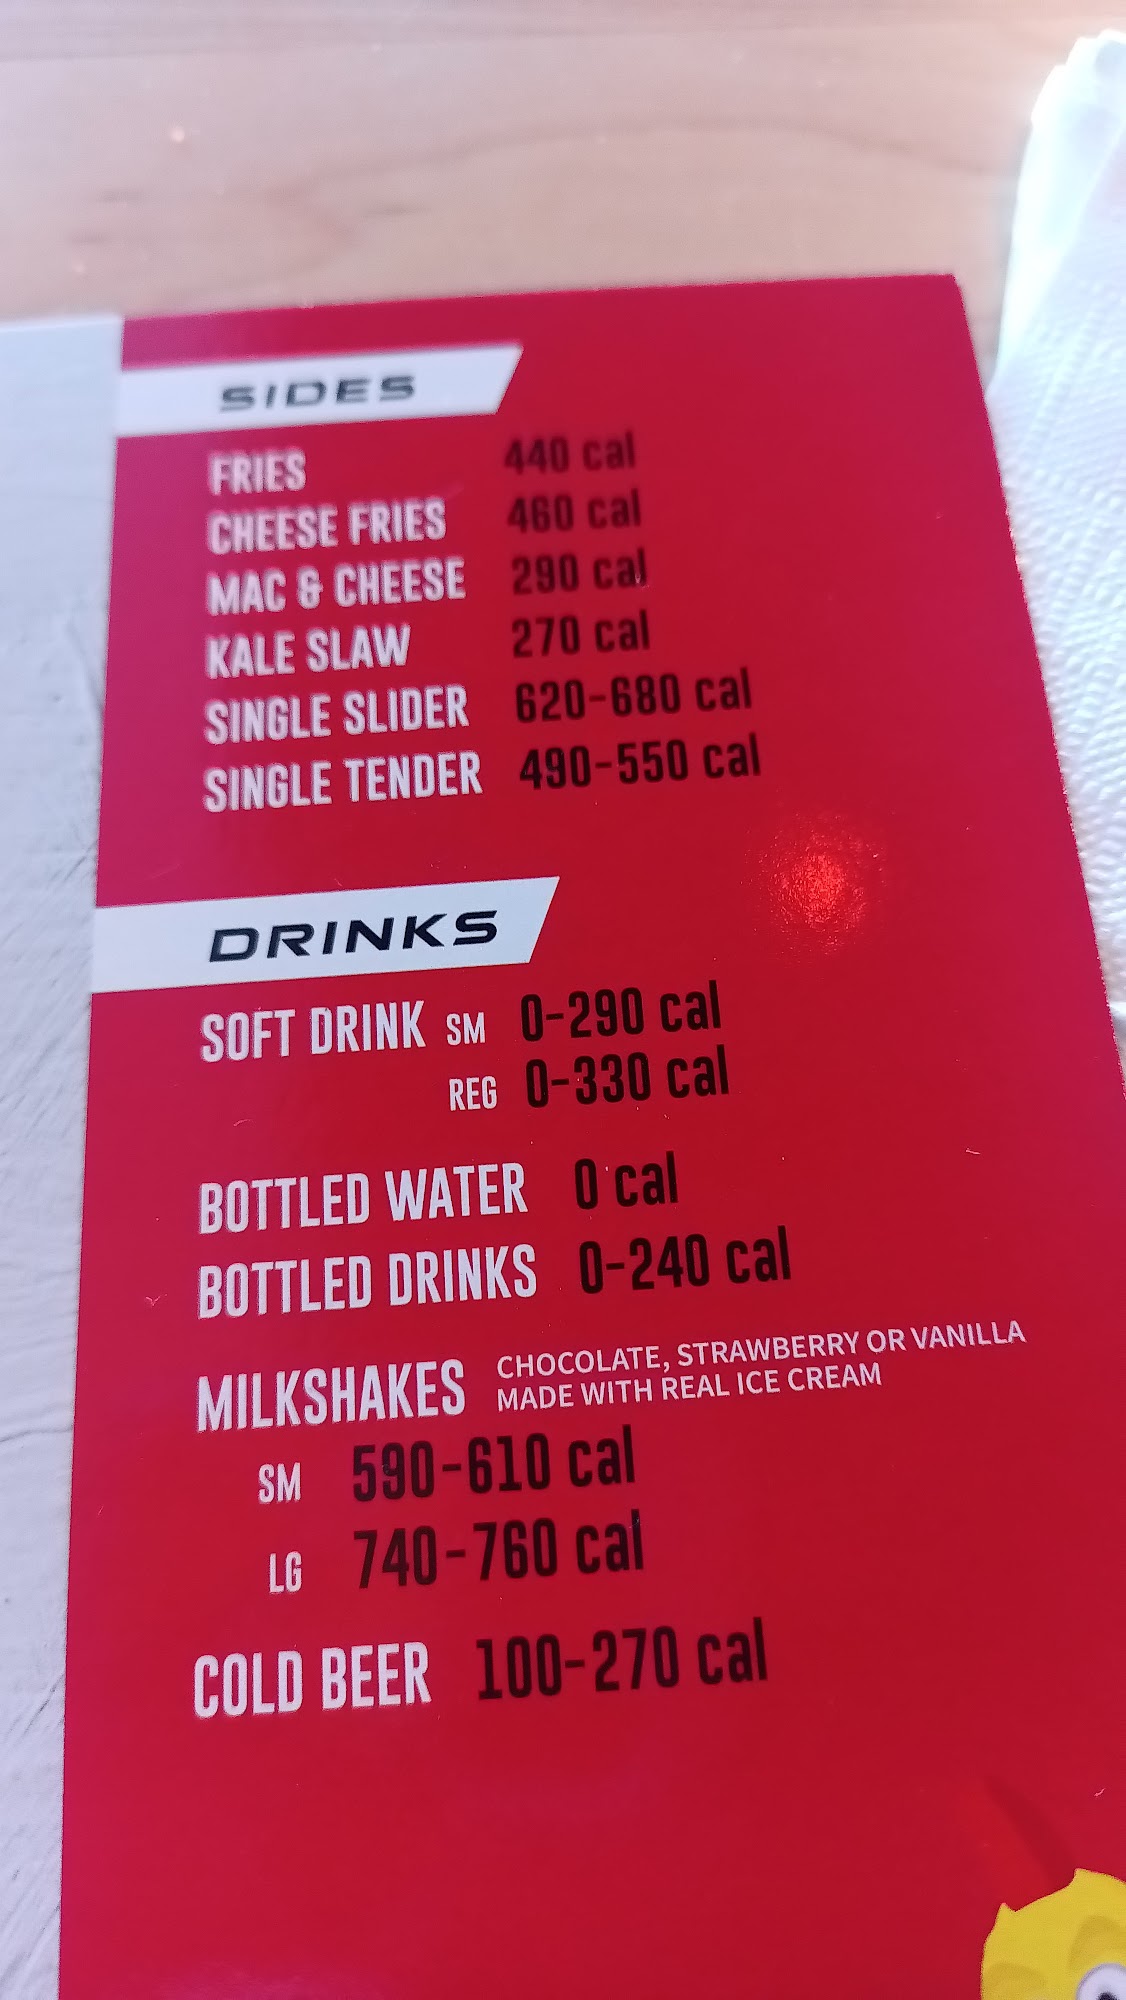 SIDES
FRIES 440 cal
CHEESE FRIES 460 cal
MAC & CHEESE 290 cal
KALE SLAW 270 cal
SINGLE SLIDER 620-680 cal
SINGLE TENDER 490-550 cal
DRINKS
SOFT DRINK SM 0-290 cal
REG 0-330 cal
BOTTLED WATER 0 cal
BOTTLED DRINKS 0-240 cal
MILKSHAKES CHOCOLATE, STRAWBERRY OR VANILLA
MADE WITH REAL ICE CREAM
SM 590-610 cal
LG 740-760 cal
COLD BEER 100-270 cal